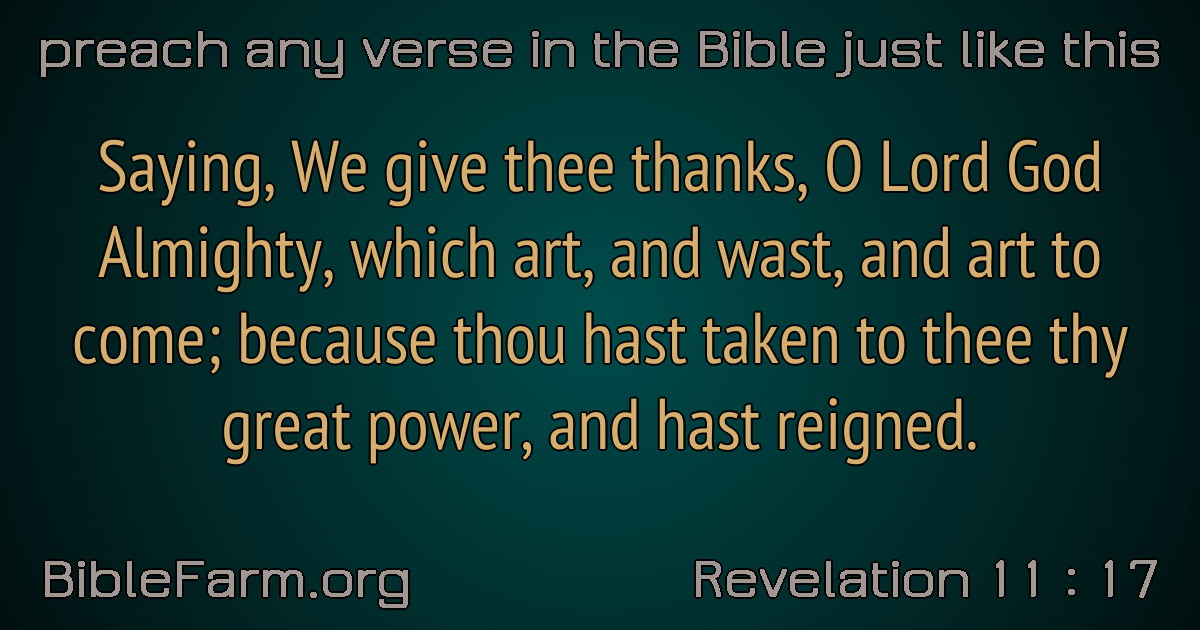 preach any verse in the Bible just like this
Saying, We give thee thanks, O Lord God
Almighty, which art, and wast, and art to
come; because thou hast taken to thee thy
great power, and hast reigned.
BibleFarm.org
Revelation 11 : 17